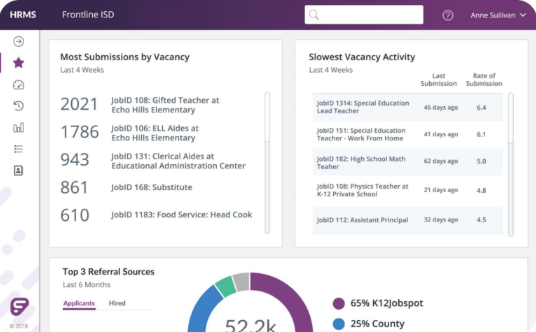 HRMS
Frontline ISD
Anne Sullivan
Most Submissions by Vacancy
Last 4 Weeks
2021
JobID 108: Gifted Teacher at
Echo Hills Elementary
1786
JobID 106: ELL Aides at
Echo Hills Elementary
943
JobID 131: Clerical Aides at
Educational Administration Center
861
JobID 168: Substitute
610
JobID 1183: Food Service: Head Cook
Slowest Vacancy Activity
Last 4 Weeks
Last
Submission
Rate of
Submission
JobID 1314: Special Education
Lead Teacher
45 days ago
6.4
JobID 151: Special Education
Teacher - Work From Home
41 days ago
6.1
JobID 182: High School Math
Teaher
62 days ago
5.0
JobID 108: Physics Teacher at
K-12 Private School
21 days ago
4.8
JobID 112: Assistant Principal
32 days ago
4.5
Top 3 Referral Sources
Last 6 Months
Applicants
Hired
52.2k
65% K12Jobspot
25% County
© 2018